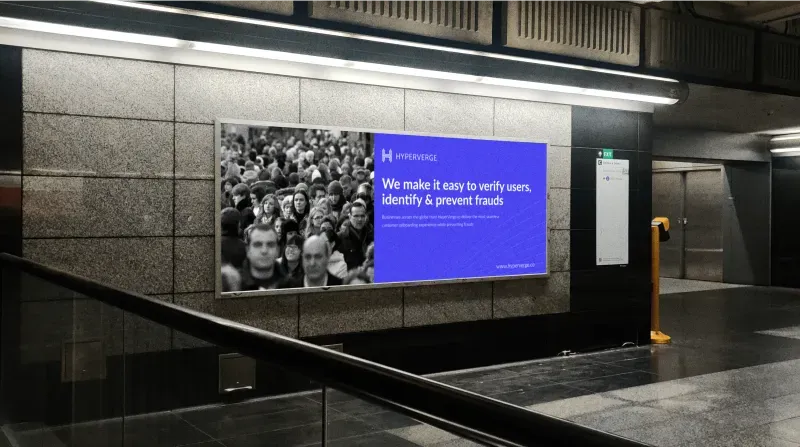 HYPERVERGE
We make it easy to verify users,
identify & prevent frauds
Businesses across the global trust HyperVerge to deliver the most seamless
customer onboarding experience while preventing frauds
www.hyperverge.co
EXIT